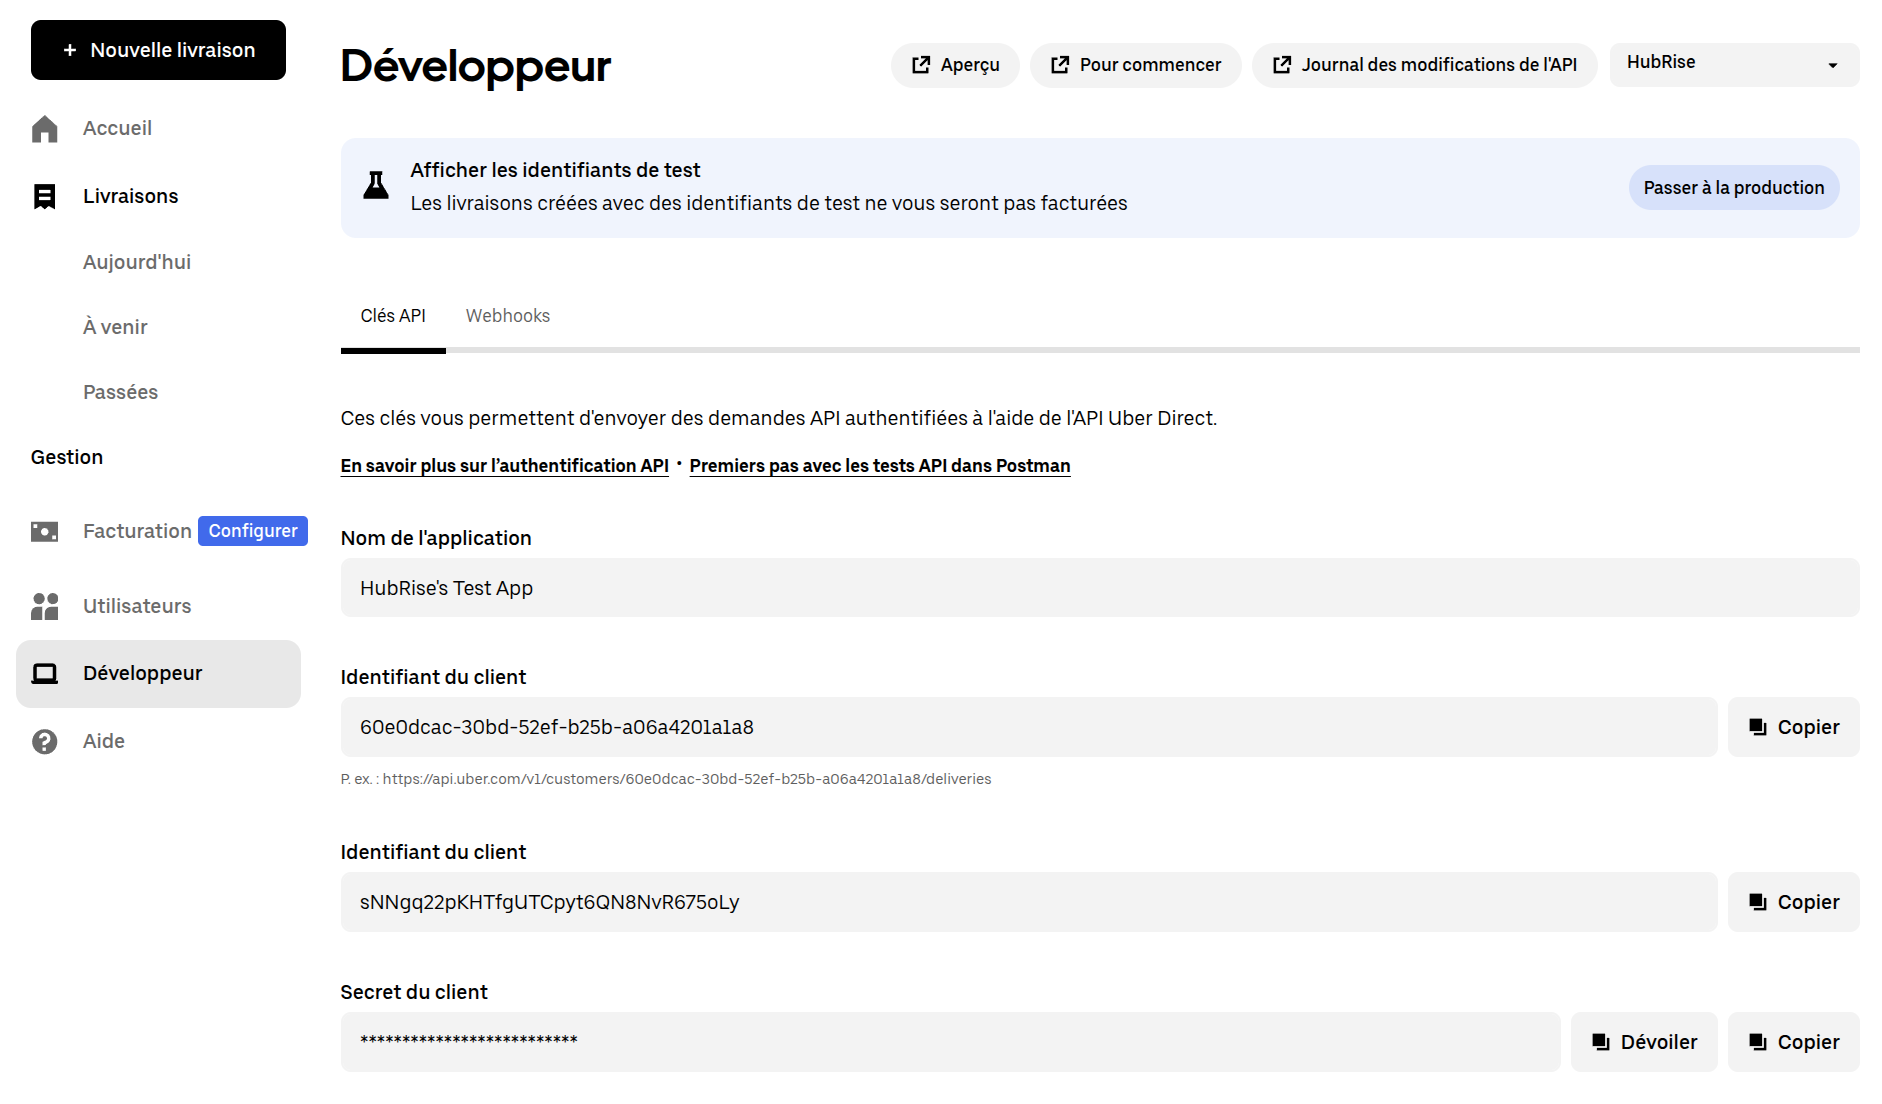 + Nouvelle livraison
Accueil
Livraisons
Aujourd'hui
À venir
Passées
Gestion
Facturation Configurer
Utilisateurs
Développeur
Aide
Développeur
Aperçu
Pour commencer
Journal des modifications de l'API
HubRise
Afficher les identifiants de test
Les livraisons créées avec des identifiants de test ne vous seront pas facturées
Passer à la production
Clés API
Webhooks
Ces clés vous permettent d'envoyer des demandes API authentifiées à l'aide de l'API Uber Direct.
En savoir plus sur l’authentification API • Premiers pas avec les tests API dans Postman
Nom de l'application
HubRise's Test App
Identifiant du client
60e0dcac-30bd-52ef-b25b-a06a4201a1a8
Copier
P. ex. : https://api.uber.com/v1/customers/60e0dcac-30bd-52ef-b25b-a06a4201a1a8/deliveries
Identifiant du client
sNNgq22pKHTfgUTCpyt6QN8NvR675oLy
Copier
Secret du client
**************************
Dévoiler
Copier